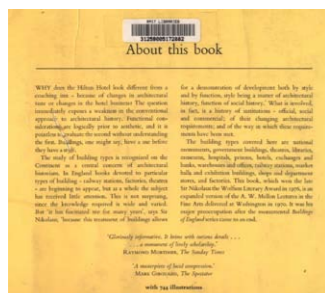 RMIT LIBRARIES
About this book
WHY does the Hilton Hotel look different from a
coaching inn - because of changes in architectural
taste or changes in the hotel business? The question
immediately exposes a weakness in the conventional
approach to architectural history. Functional con-
siderations are logically prior to aesthetic, and it is
pointless to evaluate the second without understanding
the first. Buildings, one might say, have a use before
they have a style.
The study of building types is recognized on the
Continent as a central concern of architectural
historians. In England books devoted to particular
types of building - railway stations, factories, theatres
- are beginning to appear, but as a whole the subject
has received little attention. This is not surprising,
since the knowledge required is wide and varied.
But 'it has fascinated me for many years', says Sir
Nikolaus, 'because this treatment of buildings allows
for a demonstration of development both by style
and by function, style being a matter of architectural
history, function of social history.' What is involved,
in fact, is a history of institutions - official, social
and commercial; of their changing architectural
requirements; and of the way in which these require-
ments have been met.
The building types covered here are national
monuments, government buildings, theatres, libraries,
museums, hospitals, prisons, hotels, exchanges and
banks, warehouses and offices, railway stations, market
halls and exhibition buildings, shops and department
stores, and factories. This book, which won the late
Sir Nikolaus the Wolfson Literary Award in 1976, is an
expanded version of the A. W. Mellon Lectures in the
Fine Arts delivered at Washington in 1970. It was his
major preoccupation after the monumental Buildings
of England series came to an end.
'Gloriously informative. It brims with curious details . . .
. . . a monument of lively scholarship.'
RAYMOND MORTIMER, The Sunday Times
'A masterpiece of lucid compression.'
MARK GIROUARD, The Spectator
with 744 illustrations